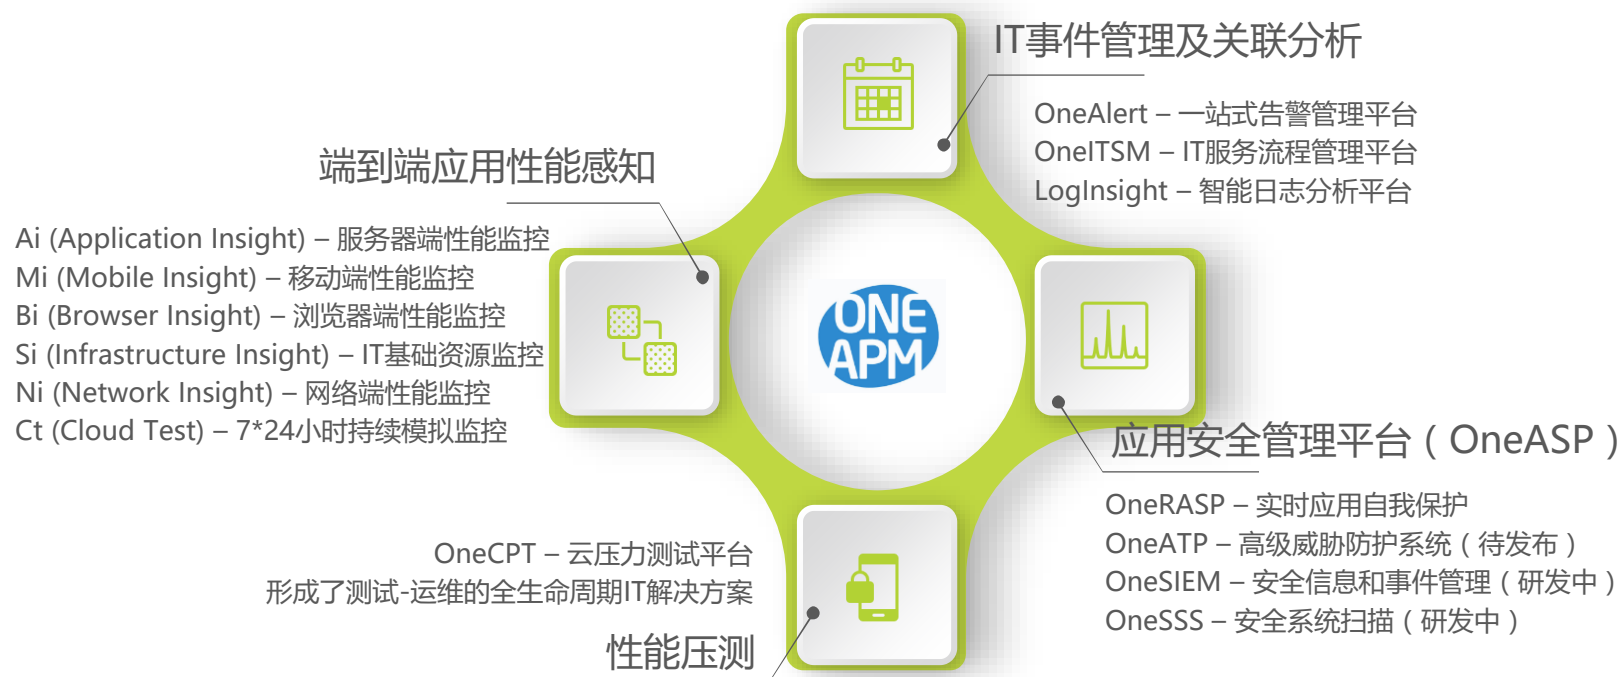 IT事件管理及关联分析
OneAlert – 一站式告警管理平台
OneITSM – IT服务流程管理平台
LogInsight – 智能日志分析平台
端到端应用性能感知
Ai (Application Insight) – 服务器端性能监控
Mi (Mobile Insight) – 移动端性能监控
Bi (Browser Insight) – 浏览器端性能监控
Si (Infrastructure Insight) – IT基础资源监控
Ni (Network Insight) – 网络端性能监控
Ct (Cloud Test) – 7*24小时持续模拟监控
ONE
APM
应用安全管理平台（OneASP）
OneRASP – 实时应用自我保护
OneATP – 高级威胁防护系统（待发布）
OneSIEM – 安全信息和事件管理（研发中）
OneSSS – 安全系统扫描（研发中）
OneCPT – 云压力测试平台
形成了测试-运维的全生命周期IT解决方案
性能压测